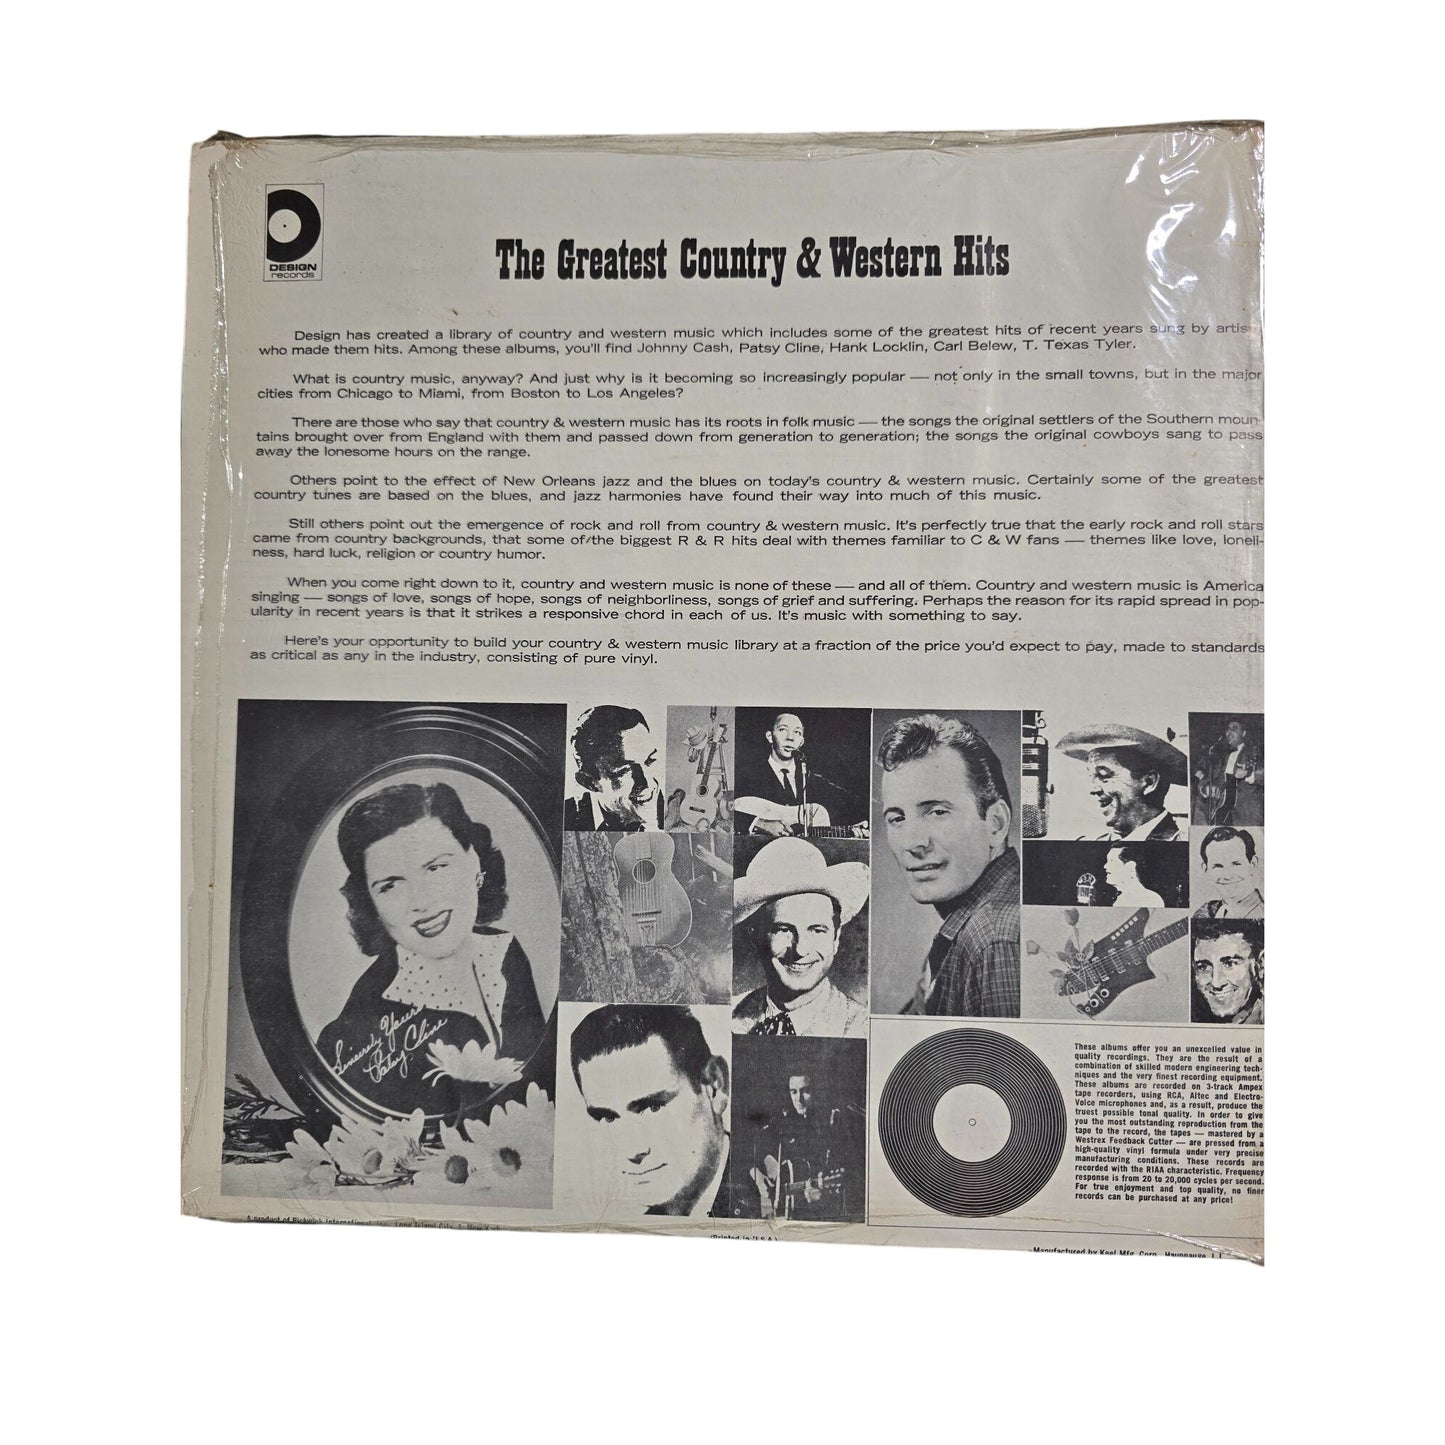 DESIGN
records
The Greatest Country & Western Hits
Design has created a library of country and western music which includes some of the greatest hits of recent years sung by
who made them hits. Among these albums, you'll find Johnny Cash, Patsy Cline, Hank Locklin, Carl Belew, T. Texas Tyler.
What is country music, anyway? And just why is it becoming so increasingly popular — not only in the small towns, but in the major
cities from Chicago to Miami, from Boston to Los Angeles?
There are those who say that country & western music has its roots in folk music — the songs the original settlers of the Southern moun-
tains brought over from England with them and passed down from generation to generation; the songs the original cowboys sang to pass
away the lonesome hours on the range.
Others point to the effect of New Orleans jazz and the blues on today's country & western music. Certainly some of the greatest
country tunes are based on the blues, and jazz harmonies have found their way into much of this music.
Still others point out the emergence of rock and roll from country & western music. It's perfectly true that the early rock and roll stars
came from country backgrounds, that some of the biggest R & R hits deal with themes familiar to C & W fans — themes like love, loneli-
ness, hard luck, religion or country humor.
When you come right down to it, country and western music is none of these — and all of them. Country and western music is America
singing — songs of love, songs of hope, songs of neighborliness, songs of grief and suffering. Perhaps the reason for its rapid spread in pop-
ularity in recent years is that it strikes a responsive chord in each of us. It's music with something to say.
Here's your opportunity to build your country & western music library at a fraction of the price you'd expect to pay, made to standards
as critical as any in the industry, consisting of pure vinyl.
Sincerely Yours
Patsy Cline
These albums offer you an unexcelled value in
quality recordings. They are the result of a
combination of skilled modern engineering tech-
niques and the very finest recording equipment.
These albums are recorded on 3-track Ampex
tape recorders, using RCA, Altec and Electro-
Voice microphones and, as a result, produce the
truest possible tonal quality. In order to give
you the most outstanding reproduction from the
tape to the record, the tapes — mastered by a
Westrex Feedback Cutter — are pressed from a
high-quality vinyl formula under very precise
manufacturing conditions. These records are
recorded with the RIAA characteristic. Frequency
response is from 20 to 20,000 cycles per second.
For true enjoyment and top quality, no finer
records can be purchased at any price!
A product of Pickwick International, Inc., Long Island City
(Printed in U.S.A.)
Manufactured by Keel Mfg. Corp., Hauppauge, L.I.